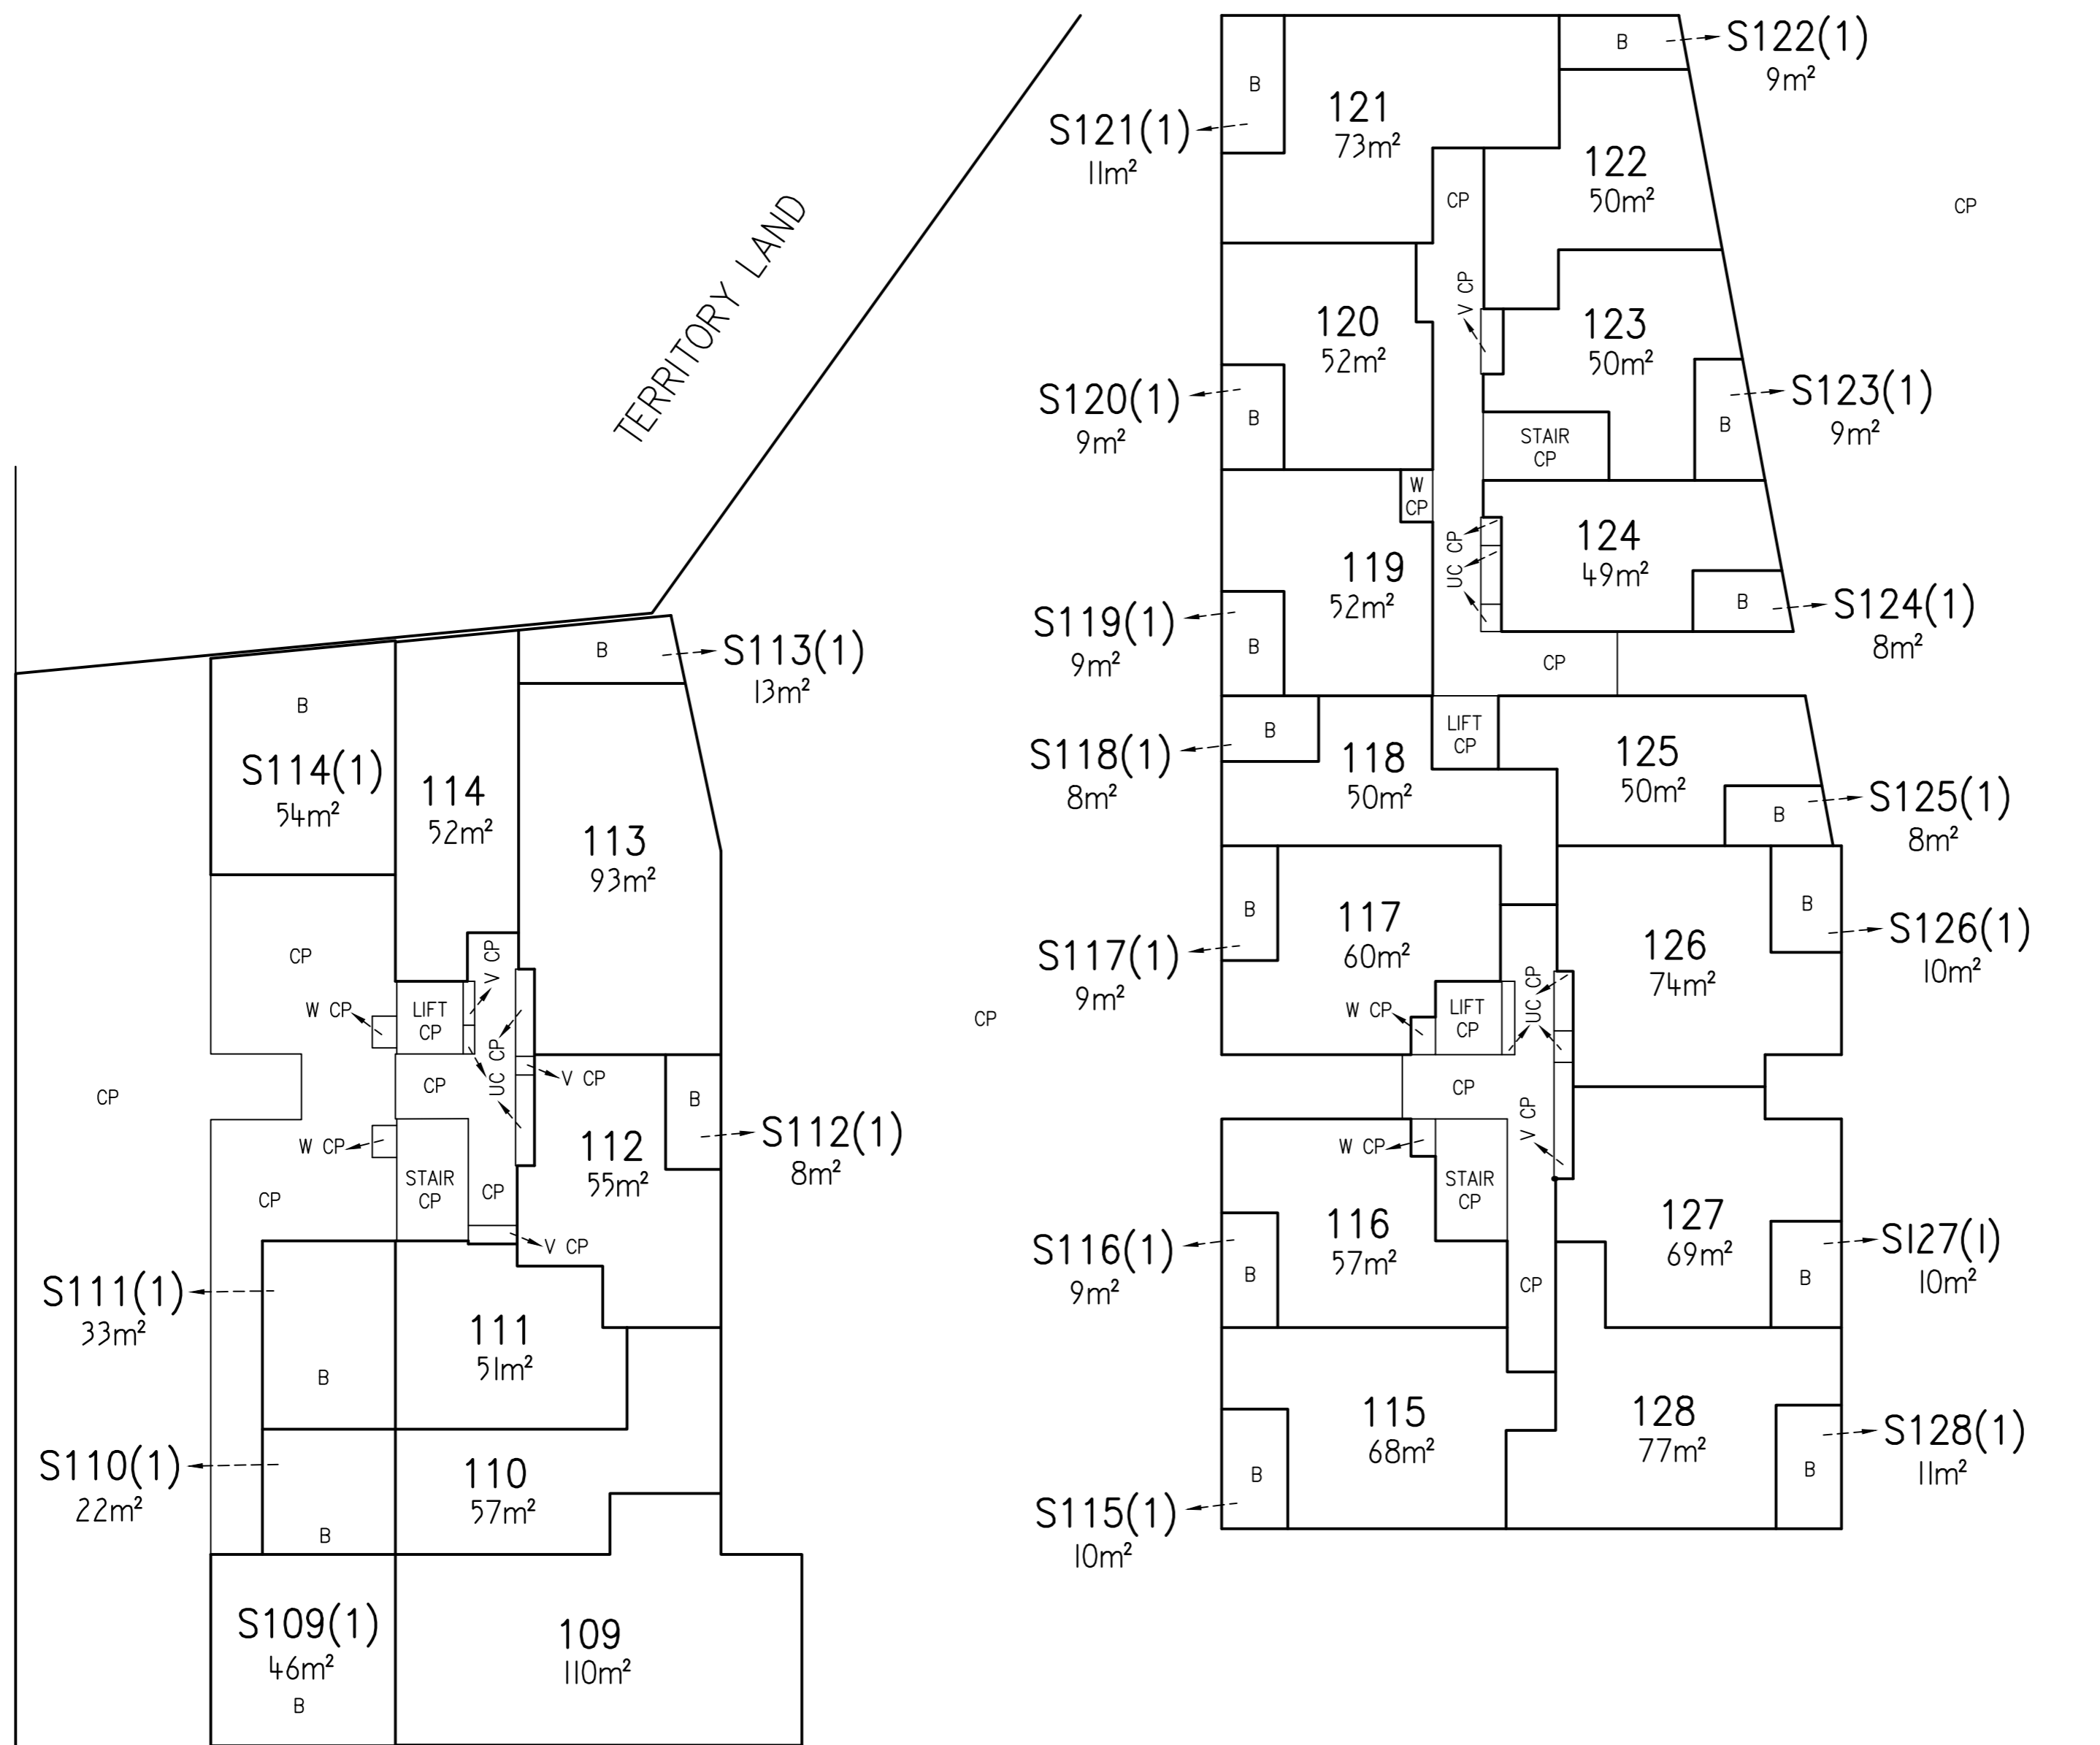 TERRITORY LAND
B
S113(1)
13m²
B
S114(1)
54m²
114
52m²
113
93m²
CP
V CP
W CP
LIFT
CP
UC CP
CP
CP
V CP
B
CP
W CP
STAIR
CP
CP
CP
112
55m²
S112(1)
8m²
V CP
S111(1)
33m²
B
111
51m²
S110(1)
22m²
B
110
57m²
S109(1)
46m²
B
109
110m²
B
S121(1)
11m²
121
73m²
B
S122(1)
9m²
122
50m²
CP
CP
V CP
120
52m²
S120(1)
9m²
B
123
50m²
S123(1)
9m²
B
STAIR
CP
W
CP
119
52m²
S119(1)
9m²
B
UC CP
124
49m²
B
S124(1)
8m²
CP
B
S118(1)
8m²
118
50m²
LIFT
CP
125
50m²
B
S125(1)
8m²
B
S117(1)
9m²
117
60m²
W CP
LIFT
CP
UC CP
126
74m²
B
S126(1)
10m²
CP
V CP
W CP
STAIR
CP
116
57m²
S116(1)
9m²
B
CP
127
69m²
S127(1)
10m²
B
115
68m²
B
S115(1)
10m²
128
77m²
B
S128(1)
11m²